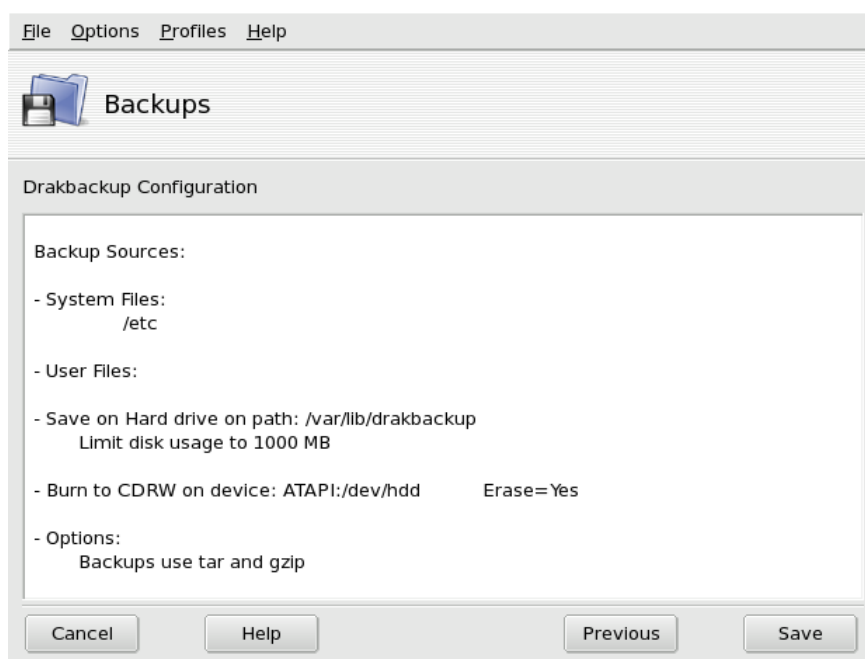 File Options Profiles Help
Backups
Drakbackup Configuration
Backup Sources:
- System Files:
/etc
- User Files:
- Save on Hard drive on path: /var/lib/drakbackup
Limit disk usage to 1000 MB
- Burn to CDRW on device: ATAPI:/dev/hdd Erase=Yes
- Options:
Backups use tar and gzip
Cancel Help Previous Save